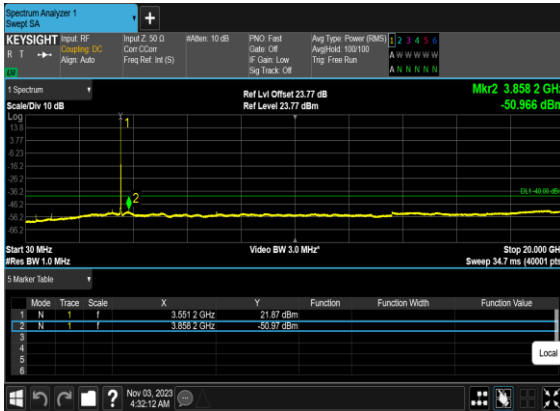 Spectrum Analyzer 1
Swept SA
+
KEYSIGHT
R T
LXI
Input: RF
Coupling: DC
Align: Auto
Input Z: 50 Ω
Corr CCorr
Freq Ref: Int (S)
#Atten: 10 dB
PNO: Fast
Gate: Off
IF Gain: Low
Sig Track: Off
Avg Type: Power (RMS)
Avg|Hold: 100/100
Trig: Free Run
1 2 3 4 5 6
A W W W W W
A N N N N N
1 Spectrum
Scale/Div 10 dB
Ref Lvl Offset 23.77 dB
Ref Level 23.77 dBm
Mkr2 3.858 2 GHz
-50.966 dBm
Log
13.8
3.77
-6.23
-16.2
-26.2
-36.2
-46.2
-56.2
-66.2
1
2
DL1 -40.00 dBm
Start 30 MHz
#Res BW 1.0 MHz
Video BW 3.0 MHz*
Stop 20.000 GH
Sweep 34.7 ms (40001 pts
5 Marker Table
Mode Trace Scale X Y Function Function Width Function Value
1 N 1 f 3.551 2 GHz 21.87 dBm
2 N 1 f 3.858 2 GHz -50.97 dBm
3
4
5
6
Local
?
Nov 03, 2023
4:32:12 AM